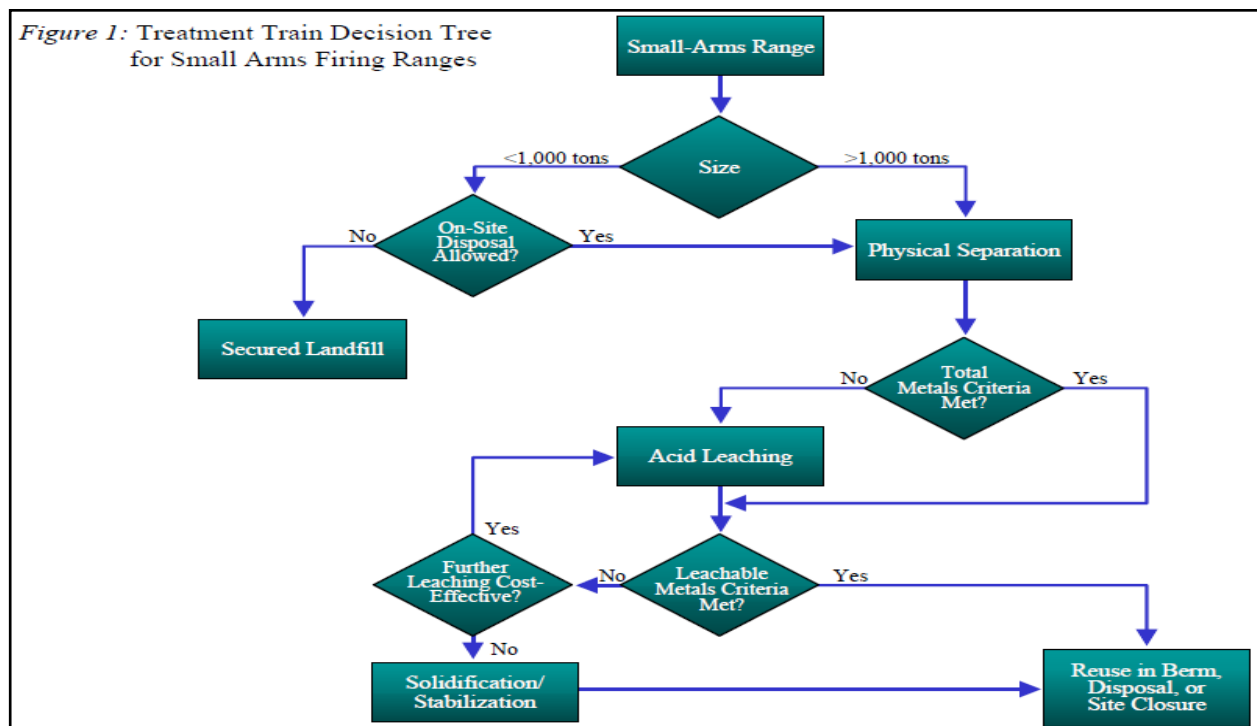 Figure 1: Treatment Train Decision Tree
for Small Arms Firing Ranges
Small-Arms Range
<1,000 tons
Size
>1,000 tons
No
On-Site
Disposal
Allowed?
Yes
Physical Separation
Secured Landfill
No
Total
Metals Criteria
Met?
Yes
Acid Leaching
Yes
Further
Leaching Cost-
Effective?
No
Leachable
Metals Criteria
Met?
Yes
No
Solidification/
Stabilization
Reuse in Berm,
Disposal, or
Site Closure